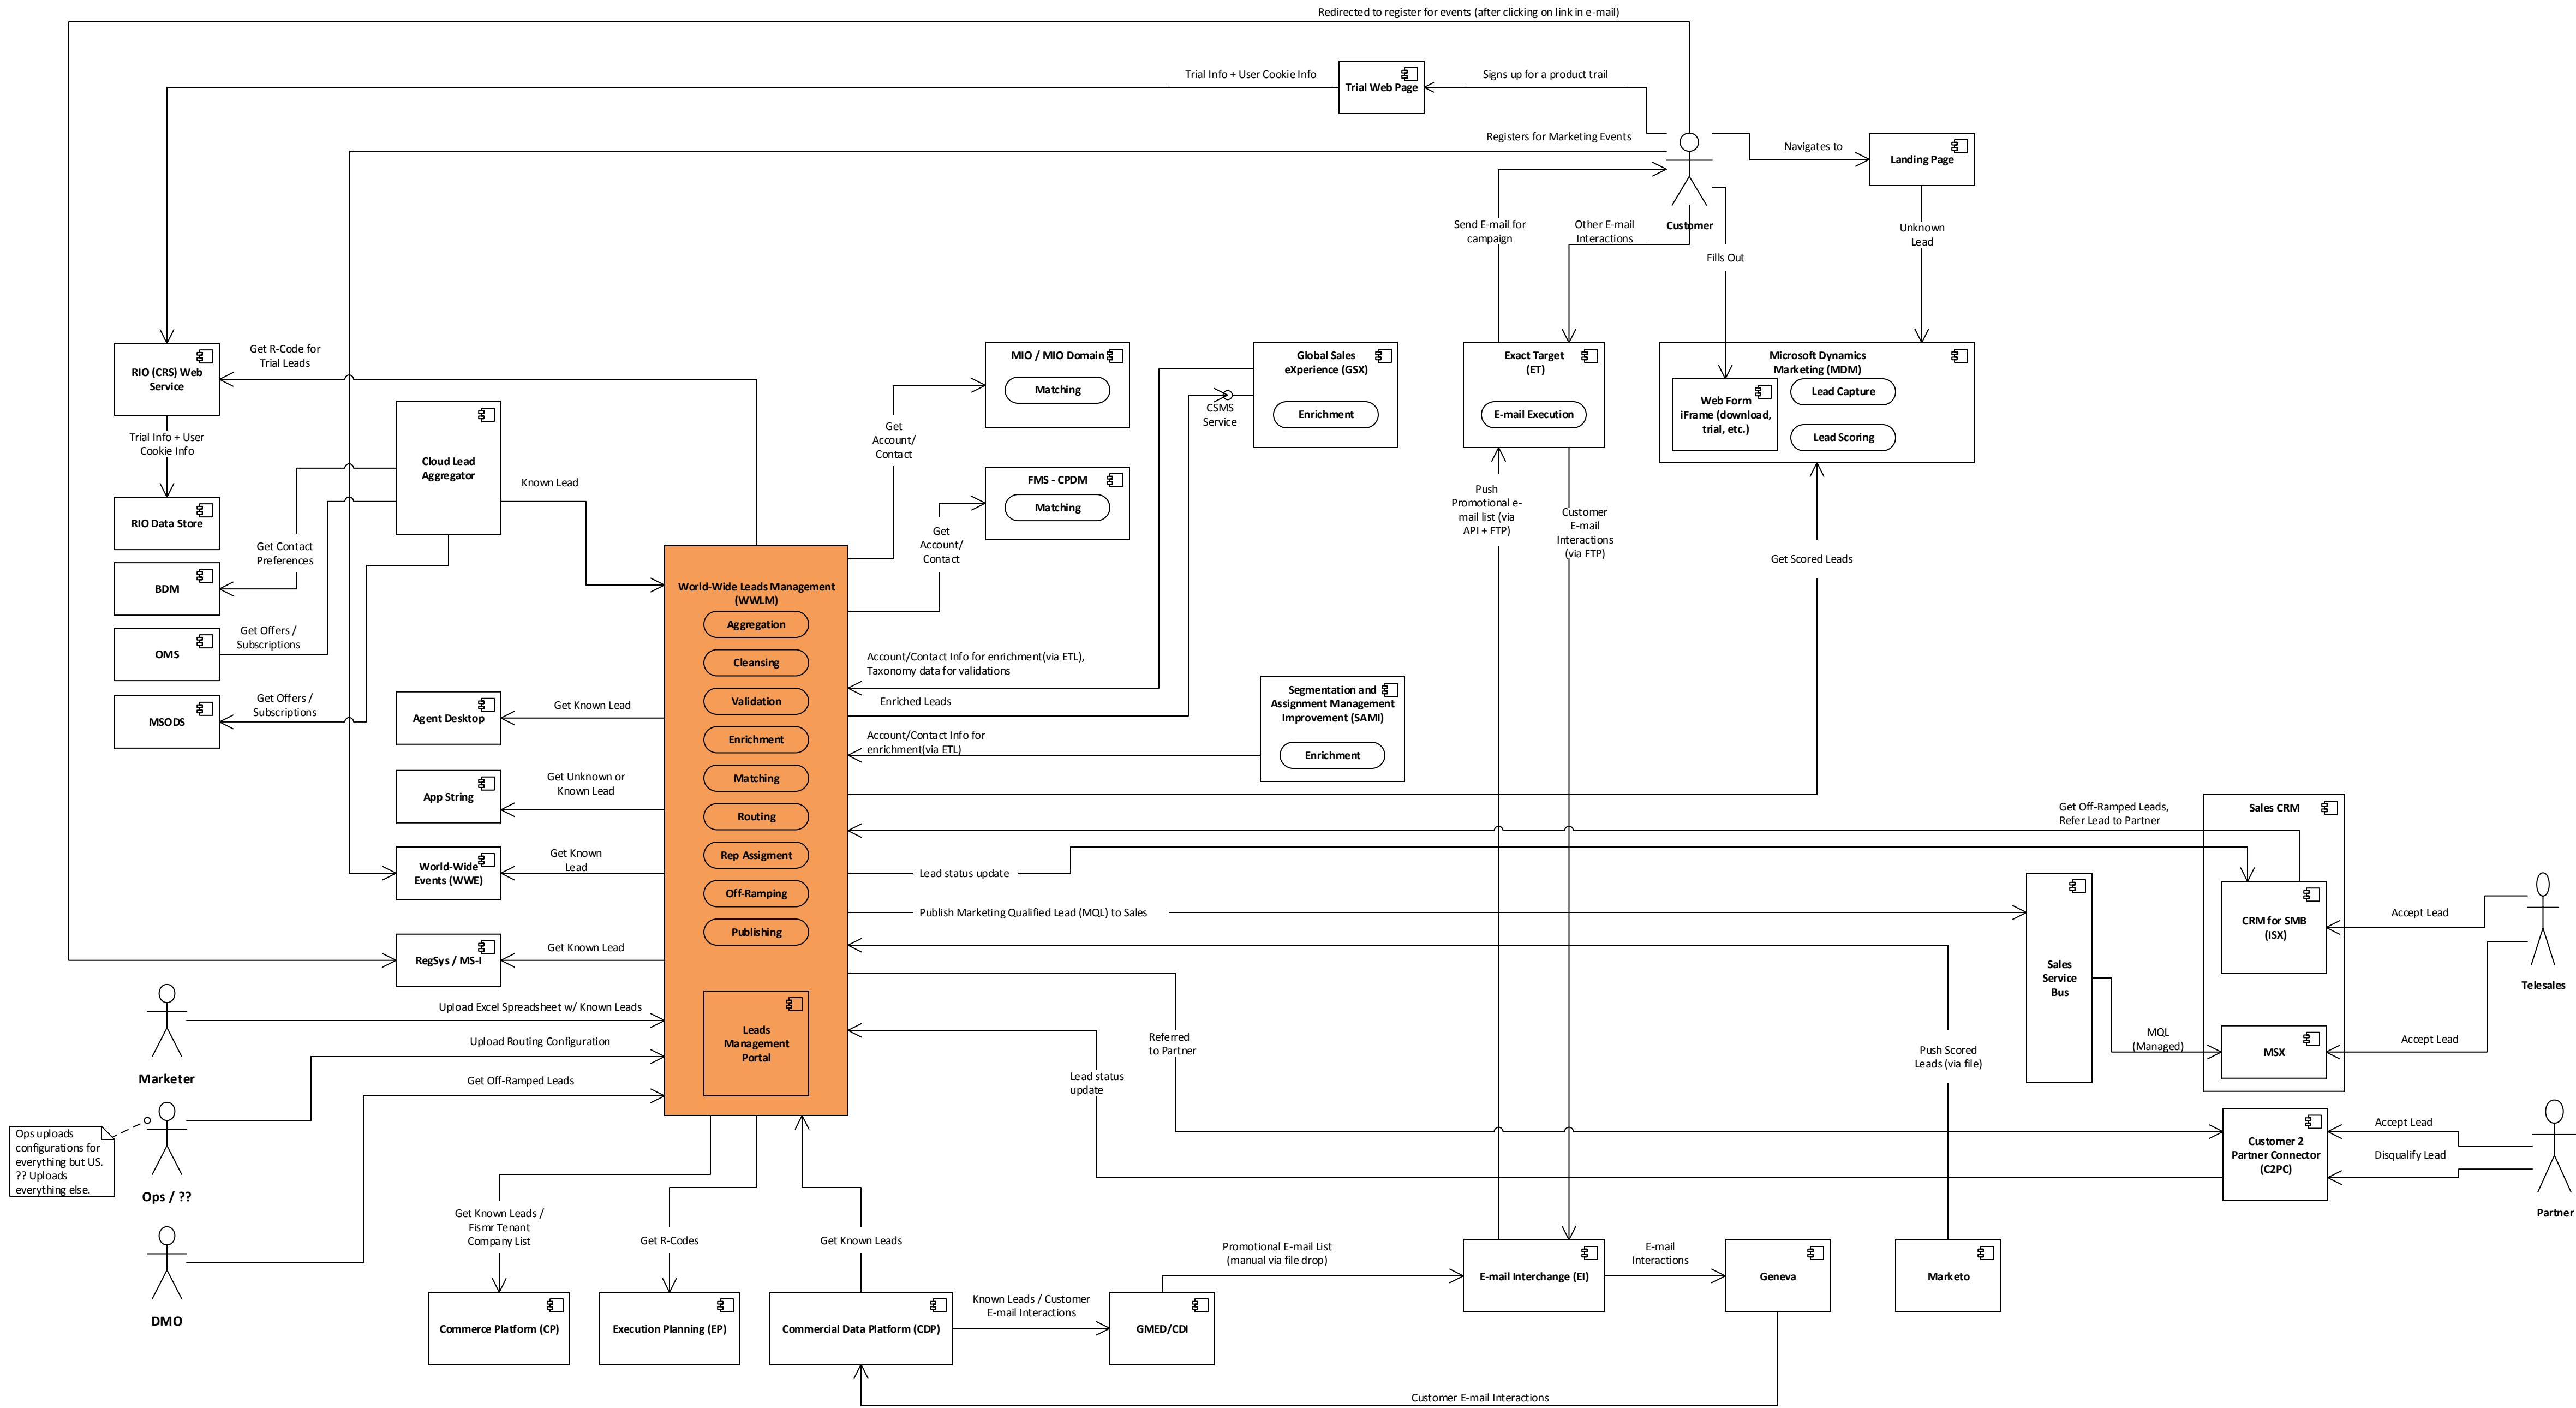 Redirected to register for events (after clicking on link in e-mail)
Trial Info + User Cookie Info
Trial Web Page
Signs up for a product trail
Registers for Marketing Events
Navigates to
Landing Page
Customer
Send E-mail for
campaign
Other E-mail
Interactions
Fills Out
Unknown
Lead
RIO (CRS) Web
Service
Get R-Code for
Trial Leads
Trial Info + User
Cookie Info
RIO Data Store
Cloud Lead
Aggregator
Known Lead
Get Contact
Preferences
BDM
OMS
Get Offers /
Subscriptions
MSODS
Get Offers /
Subscriptions
MIO / MIO Domain
Matching
Get
Account/
Contact
FMS - CPDM
Matching
Get
Account/
Contact
Global Sales
eXperience (GSX)
Enrichment
CSMS
Service
Exact Target
(ET)
E-mail Execution
Microsoft Dynamics
Marketing (MDM)
Web Form
iFrame (download,
trial, etc.)
Lead Capture
Lead Scoring
Push
Promotional e-
mail list (via
API + FTP)
Customer
E-mail
Interactions
(via FTP)
Get Scored Leads
World-Wide Leads Management
(WWLM)
Aggregation
Cleansing
Validation
Enrichment
Matching
Routing
Rep Assigment
Off-Ramping
Publishing
Leads
Management
Portal
Account/Contact Info for enrichment(via ETL),
Taxonomy data for validations
Enriched Leads
Account/Contact Info for
enrichment(via ETL)
Segmentation and
Assignment Management
Improvement (SAMI)
Enrichment
Agent Desktop
Get Known Lead
App String
Get Unknown or
Known Lead
World-Wide
Events (WWE)
Get Known
Lead
RegSys / MS-I
Get Known Lead
Lead status update
Publish Marketing Qualified Lead (MQL) to Sales
Get Off-Ramped Leads,
Refer Lead to Partner
Sales CRM
CRM for SMB
(ISX)
Accept Lead
Telesales
Sales
Service
Bus
MQL
(Managed)
MSX
Accept Lead
Marketer
Upload Excel Spreadsheet w/ Known Leads
Upload Routing Configuration
Get Off-Ramped Leads
Ops uploads
configurations for
everything but US.
?? Uploads
everything else.
Ops / ??
DMO
Referred
to Partner
Lead status
update
Push Scored
Leads (via file)
Customer 2
Partner Connector
(C2PC)
Accept Lead
Disqualify Lead
Partner
Get Known Leads /
Fismr Tenant
Company List
Get R-Codes
Get Known Leads
Commerce Platform (CP)
Execution Planning (EP)
Commercial Data Platform (CDP)
Known Leads / Customer
E-mail Interactions
GMED/CDI
Promotional E-mail List
(manual via file drop)
E-mail Interchange (EI)
E-mail
Interactions
Geneva
Marketo
Customer E-mail Interactions